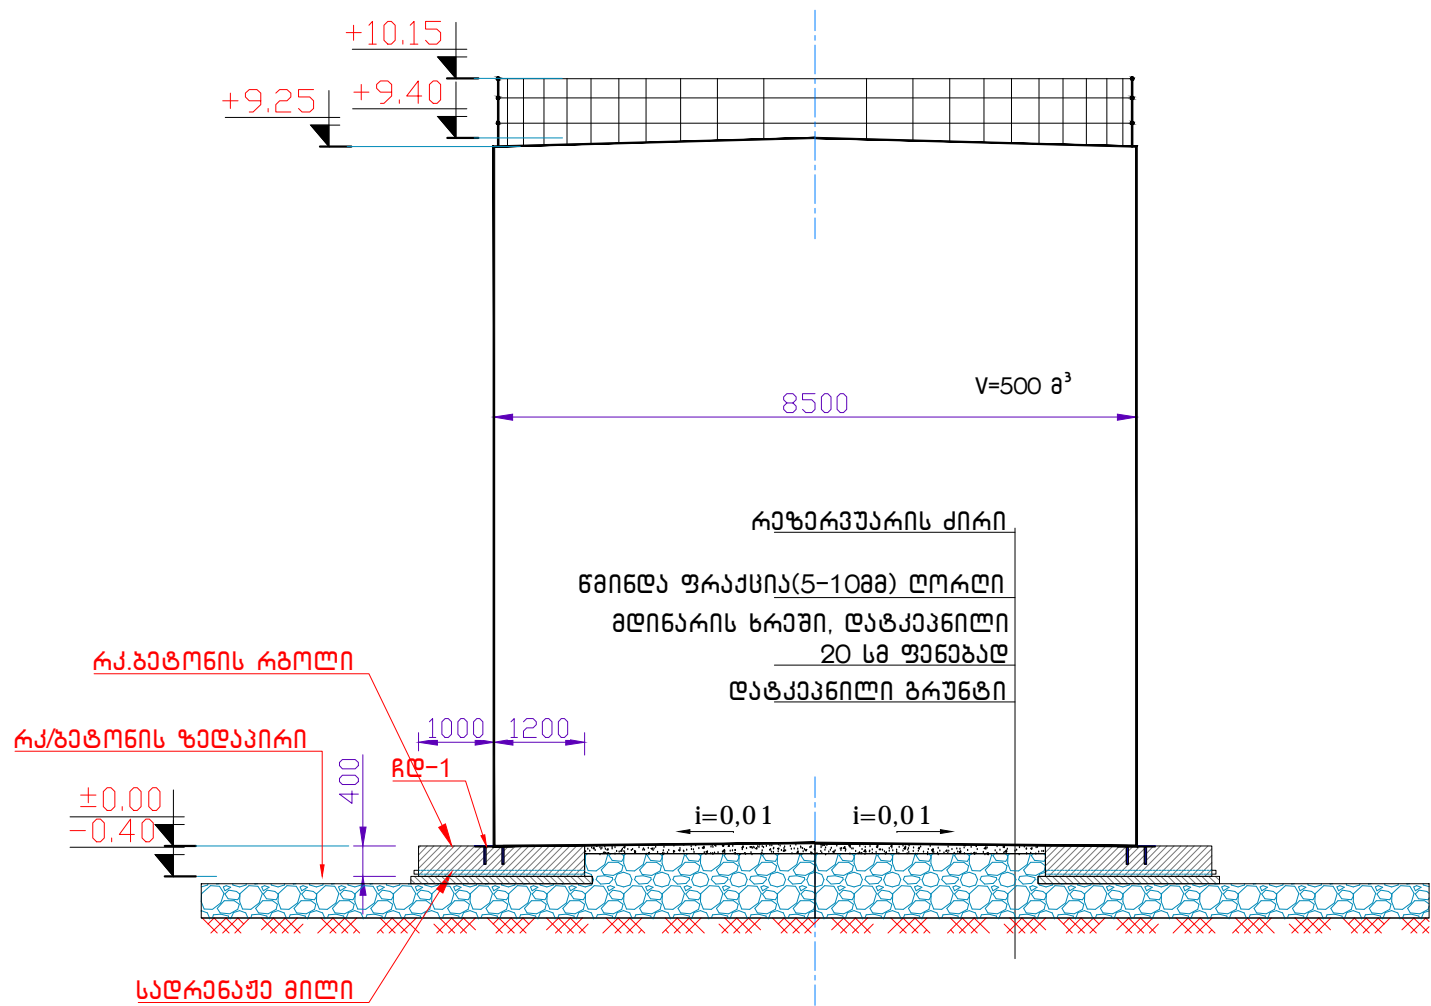 +10.15
+9.40
+9.25
V=500 მ³
8500
რეზერვუარის ძირი
წმინდა ფრაქცია(5-10მმ) ღორღი
მდინარის ხრეში, დატკეპნილი
20 სმ ფენებად
დატკეპნილი გრუნტი
რკ.ბეტონის რგოლი
1000
1200
რკ/ბეტონის ზედაპირი
ჩდ-1
400
±0.00
-0.40
i=0,01
i=0,01
სადრენაჟე მილი